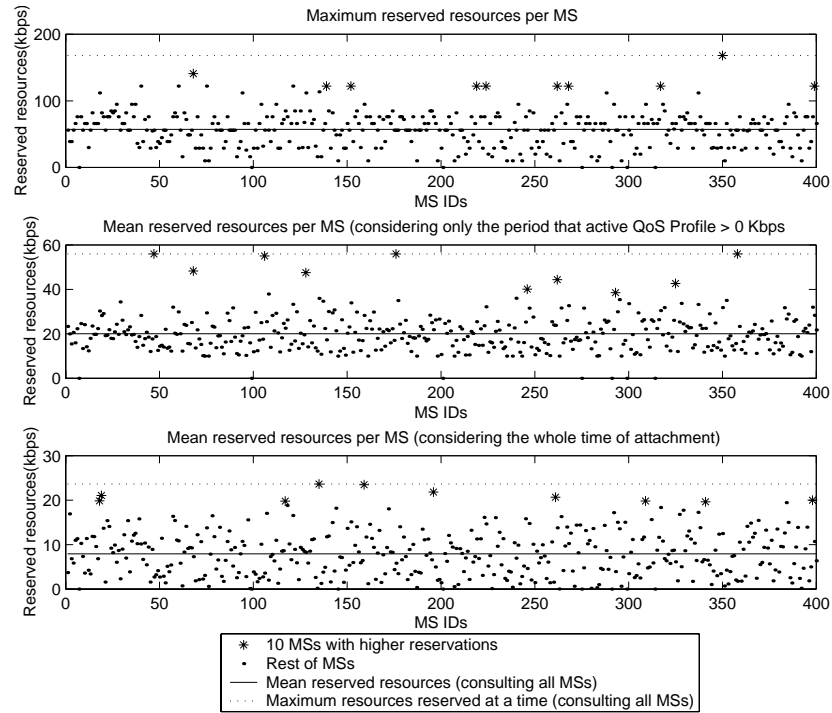 Maximum reserved resources per MS
Reserved resources(kbps)
200
100
0
0 50 100 150 200 250 300 350 400
MS IDs
Mean reserved resources per MS (considering only the period that active QoS Profile > 0 Kbps
Reserved resources(kbps)
60
40
20
0
0 50 100 150 200 250 300 350 400
MS IDs
Mean reserved resources per MS (considering the whole time of attachment)
Reserved resources(kbps)
30
20
10
0
0 50 100 150 200 250 300 350 400
MS IDs
10 MSs with higher reservations
Rest of MSs
Mean reserved resources (consulting all MSs)
Maximum resources reserved at a time (consulting all MSs)